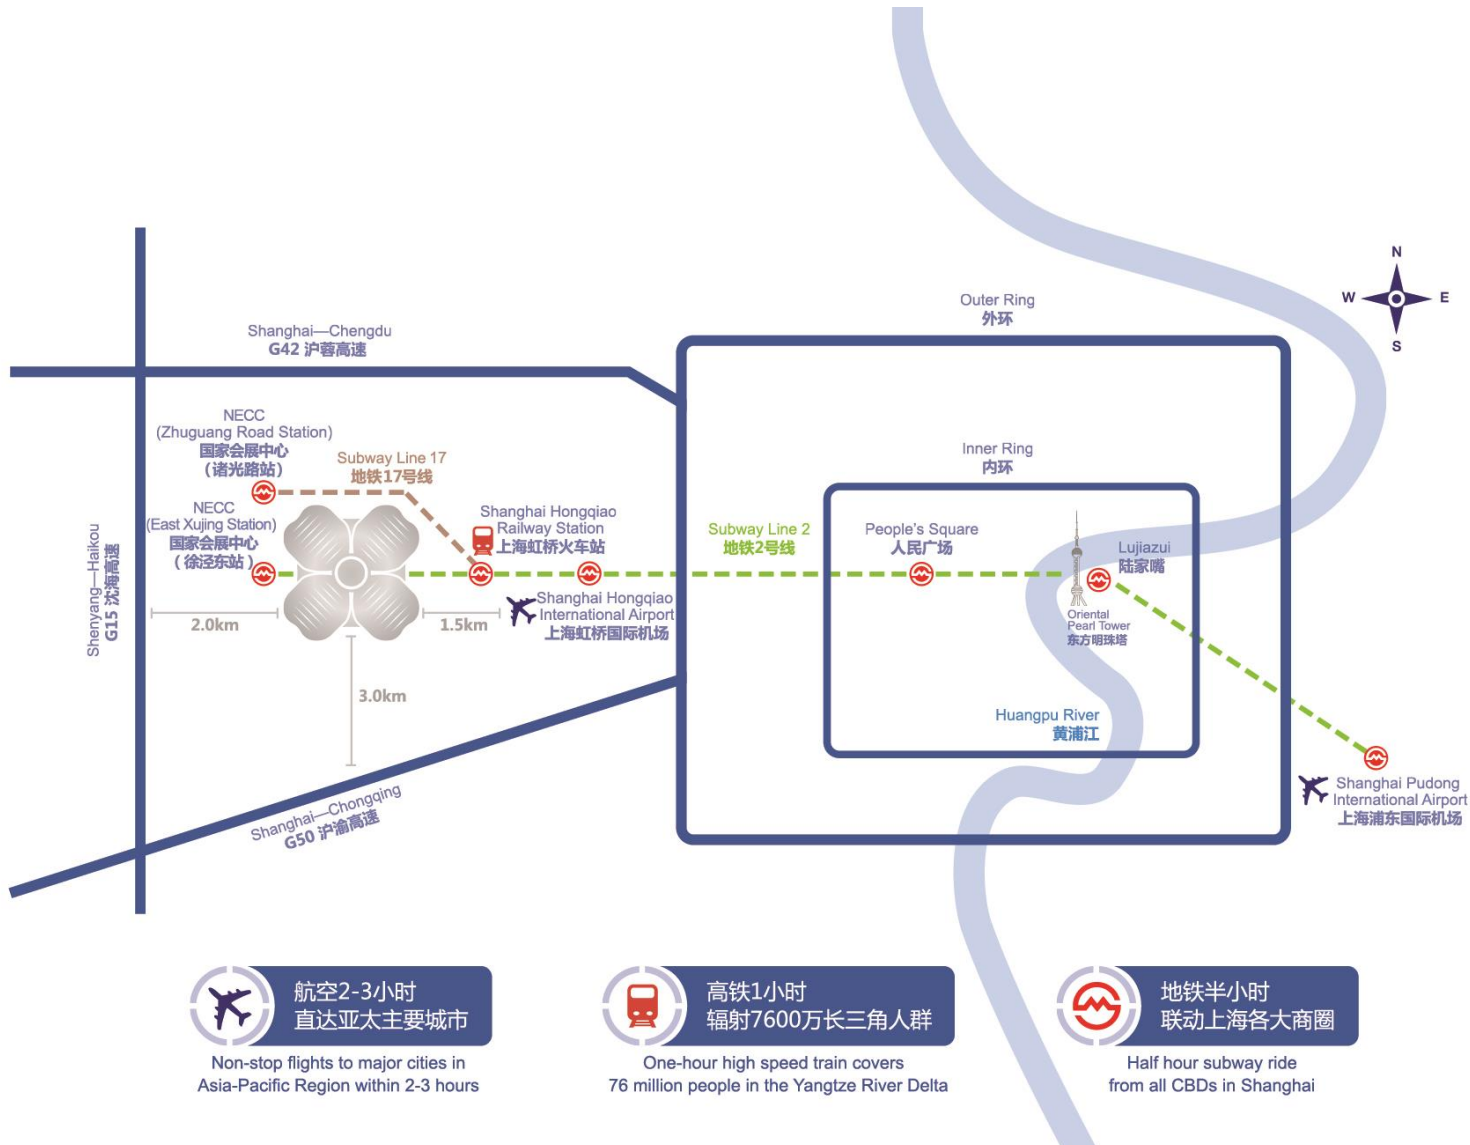 N
W
E
S
Outer Ring
外环
Shanghai—Chengdu
G42 沪蓉高速
NECC
(Zhuguang Road Station)
国家会展中心
（诸光路站）
Subway Line 17
地铁17号线
Inner Ring
内环
NECC
(East Xujing Station)
国家会展中心
（徐泾东站）
Shanghai Hongqiao
Railway Station
上海虹桥火车站
Subway Line 2
地铁2号线
People's Square
人民广场
Lujiazui
陆家嘴
Shenyang—Haikou
G15 沈海高速
2.0km
1.5km
Shanghai Hongqiao
International Airport
上海虹桥国际机场
Oriental
Pearl Tower
东方明珠塔
3.0km
Huangpu River
黄浦江
Shanghai—Chongqing
G50 沪渝高速
Shanghai Pudong
International Airport
上海浦东国际机场
航空2-3小时
直达亚太主要城市
Non-stop flights to major cities in
Asia-Pacific Region within 2-3 hours
高铁1小时
辐射7600万长三角人群
One-hour high speed train covers
76 million people in the Yangtze River Delta
地铁半小时
联动上海各大商圈
Half hour subway ride
from all CBDs in Shanghai